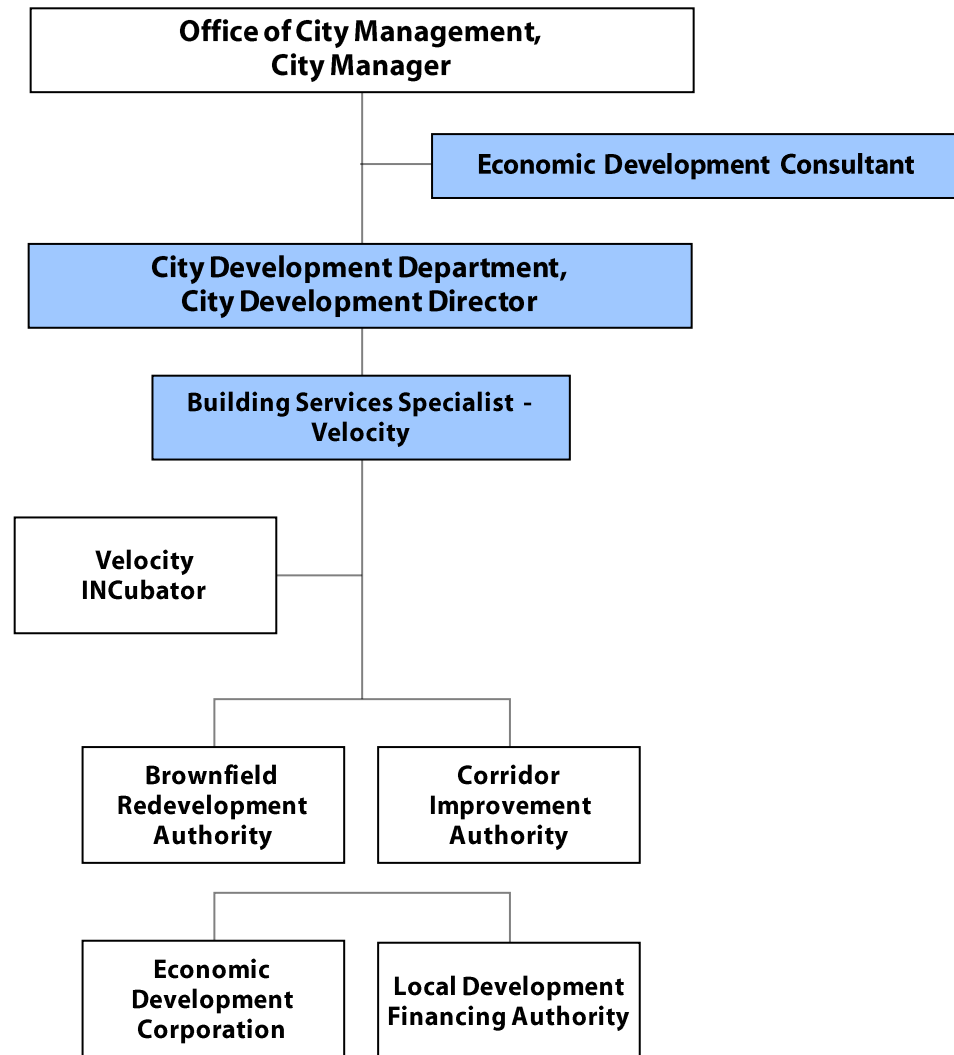 Office of City Management,
City Manager
Economic Development Consultant
City Development Department,
City Development Director
Building Services Specialist -
Velocity
Velocity
INCubator
Brownfield
Redevelopment
Authority
Corridor
Improvement
Authority
Economic
Development
Corporation
Local Development
Financing Authority